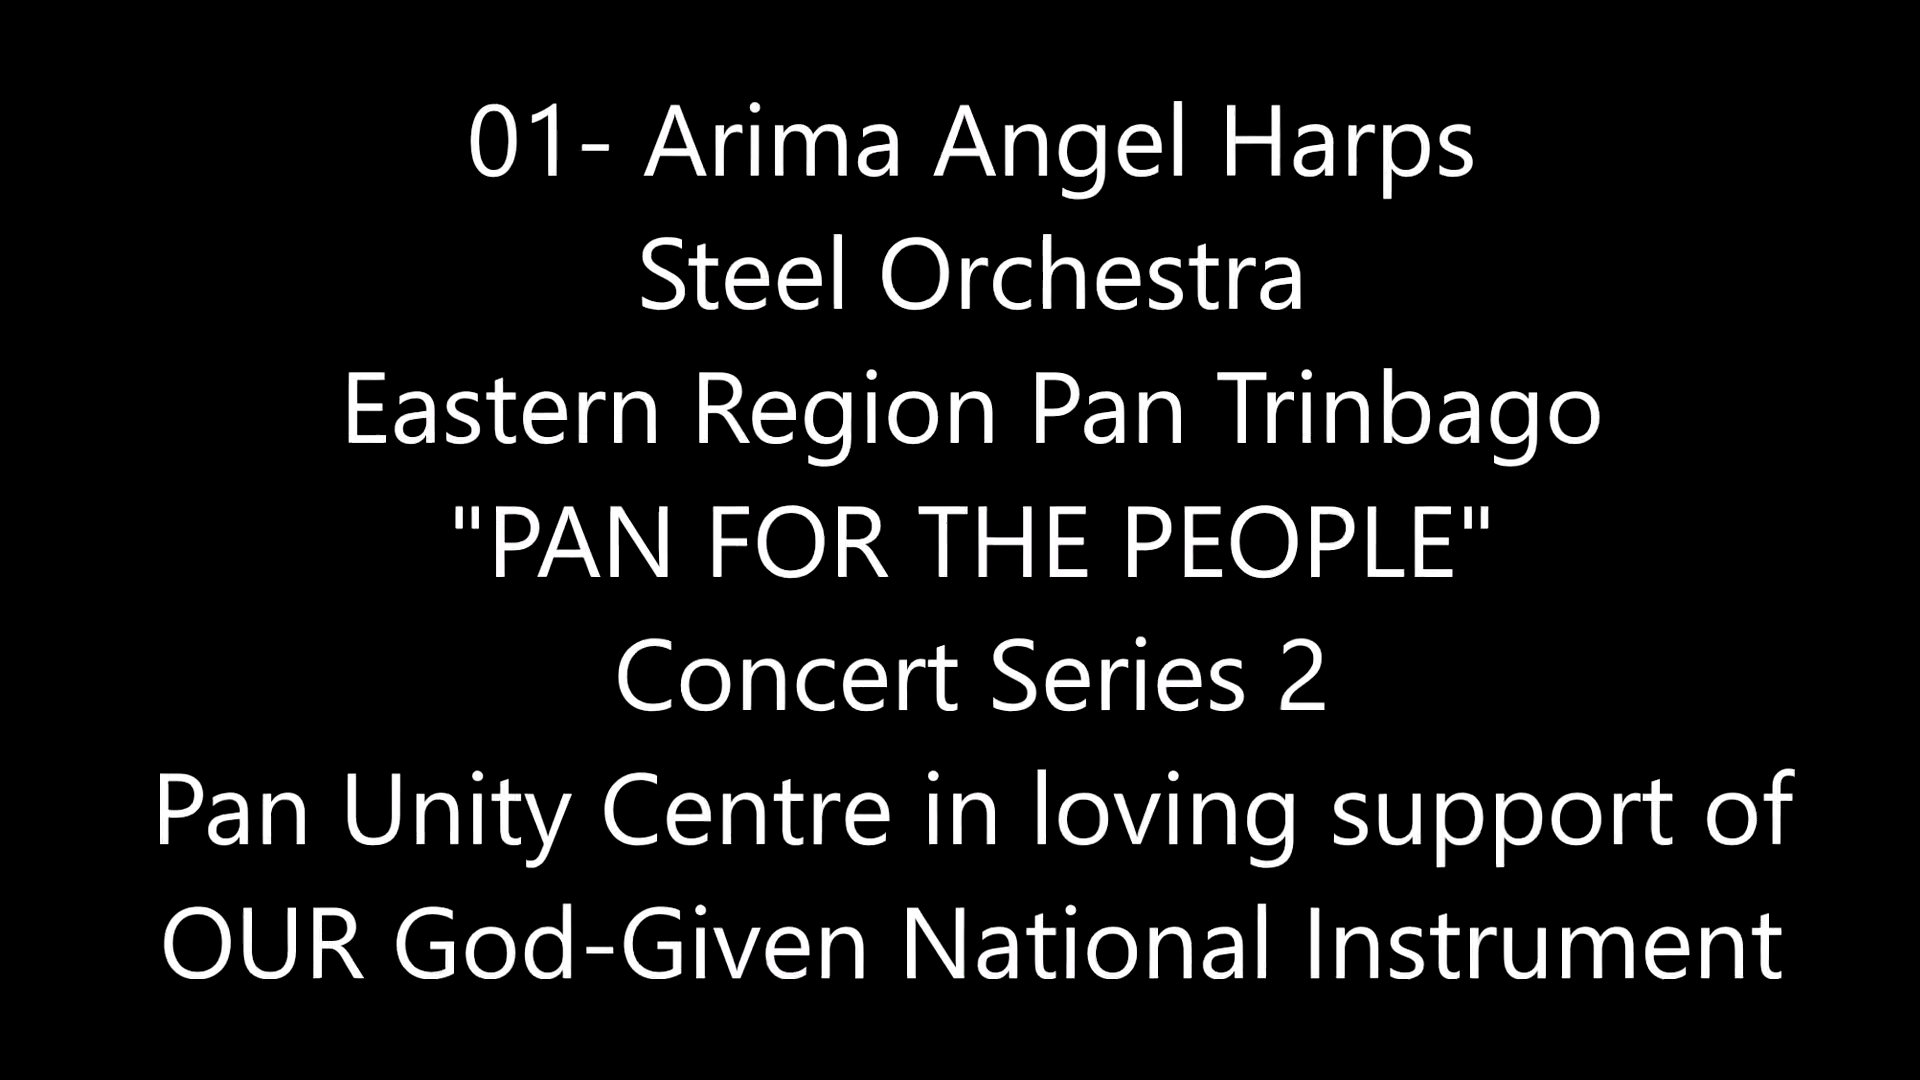 01- Arima Angel Harps
Steel Orchestra
Eastern Region Pan Trinbago
"PAN FOR THE PEOPLE"
Concert Series 2
Pan Unity Centre in loving support of
OUR God-Given National Instrument